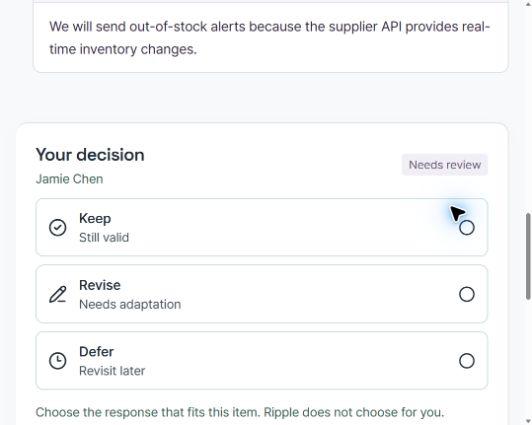 We will send out-of-stock alerts because the supplier API provides real-
time inventory changes.
Your decision
Needs review
Jamie Chen
Keep
Still valid
Revise
Needs adaptation
Defer
Revisit later
Choose the response that fits this item. Ripple does not choose for you.